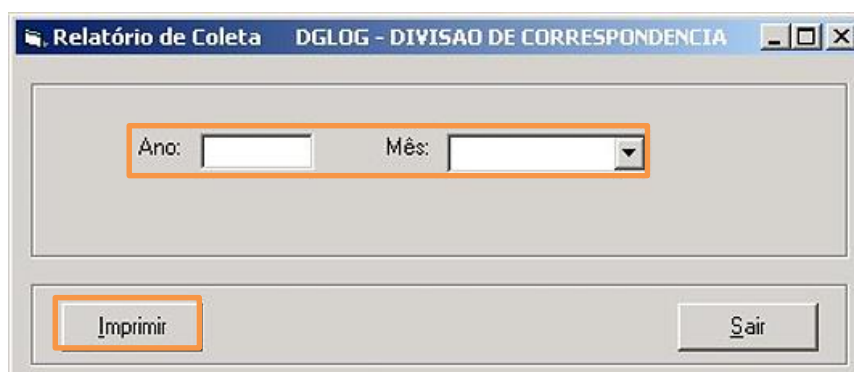 Relatório de Coleta DGLOG - DIVISAO DE CORRESPONDENCIA
Ano: Mês:
Imprimir Sair